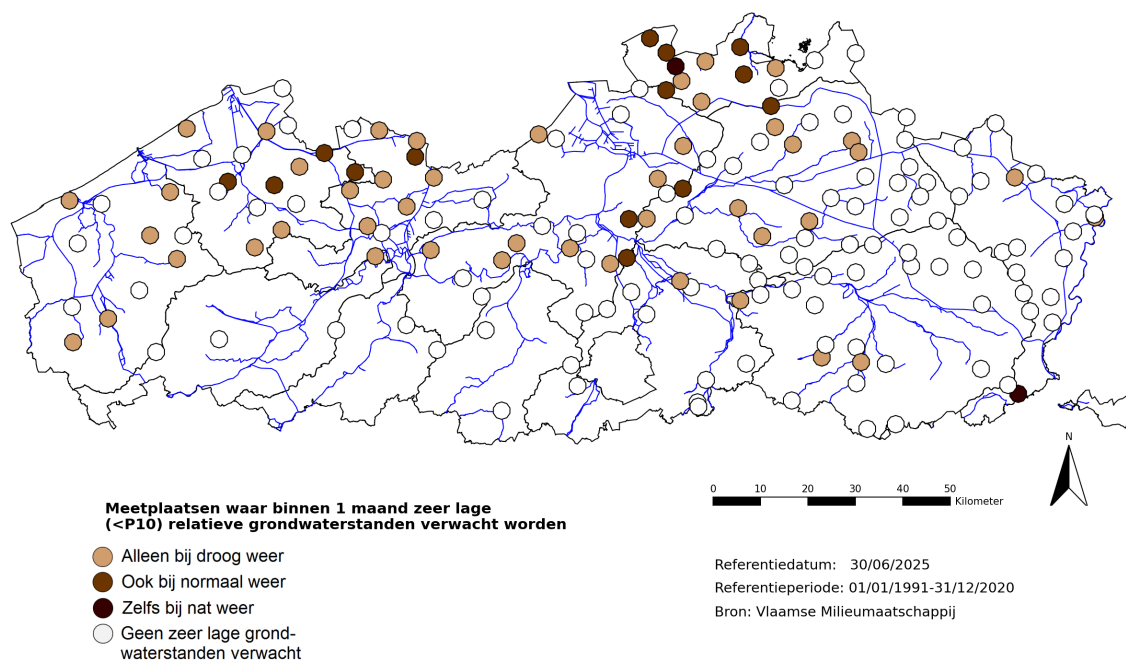 N
0 10 20 30 40 50
Kilometer
Meetplaatsen waar binnen 1 maand zeer lage
(<P10) relatieve grondwaterstanden verwacht worden
Alleen bij droog weer
Ook bij normaal weer
Zelfs bij nat weer
Geen zeer lage grond-
waterstanden verwacht
Referentiedatum: 30/06/2025
Referentieperiode: 01/01/1991-31/12/2020
Bron: Vlaamse Milieumaatschappij